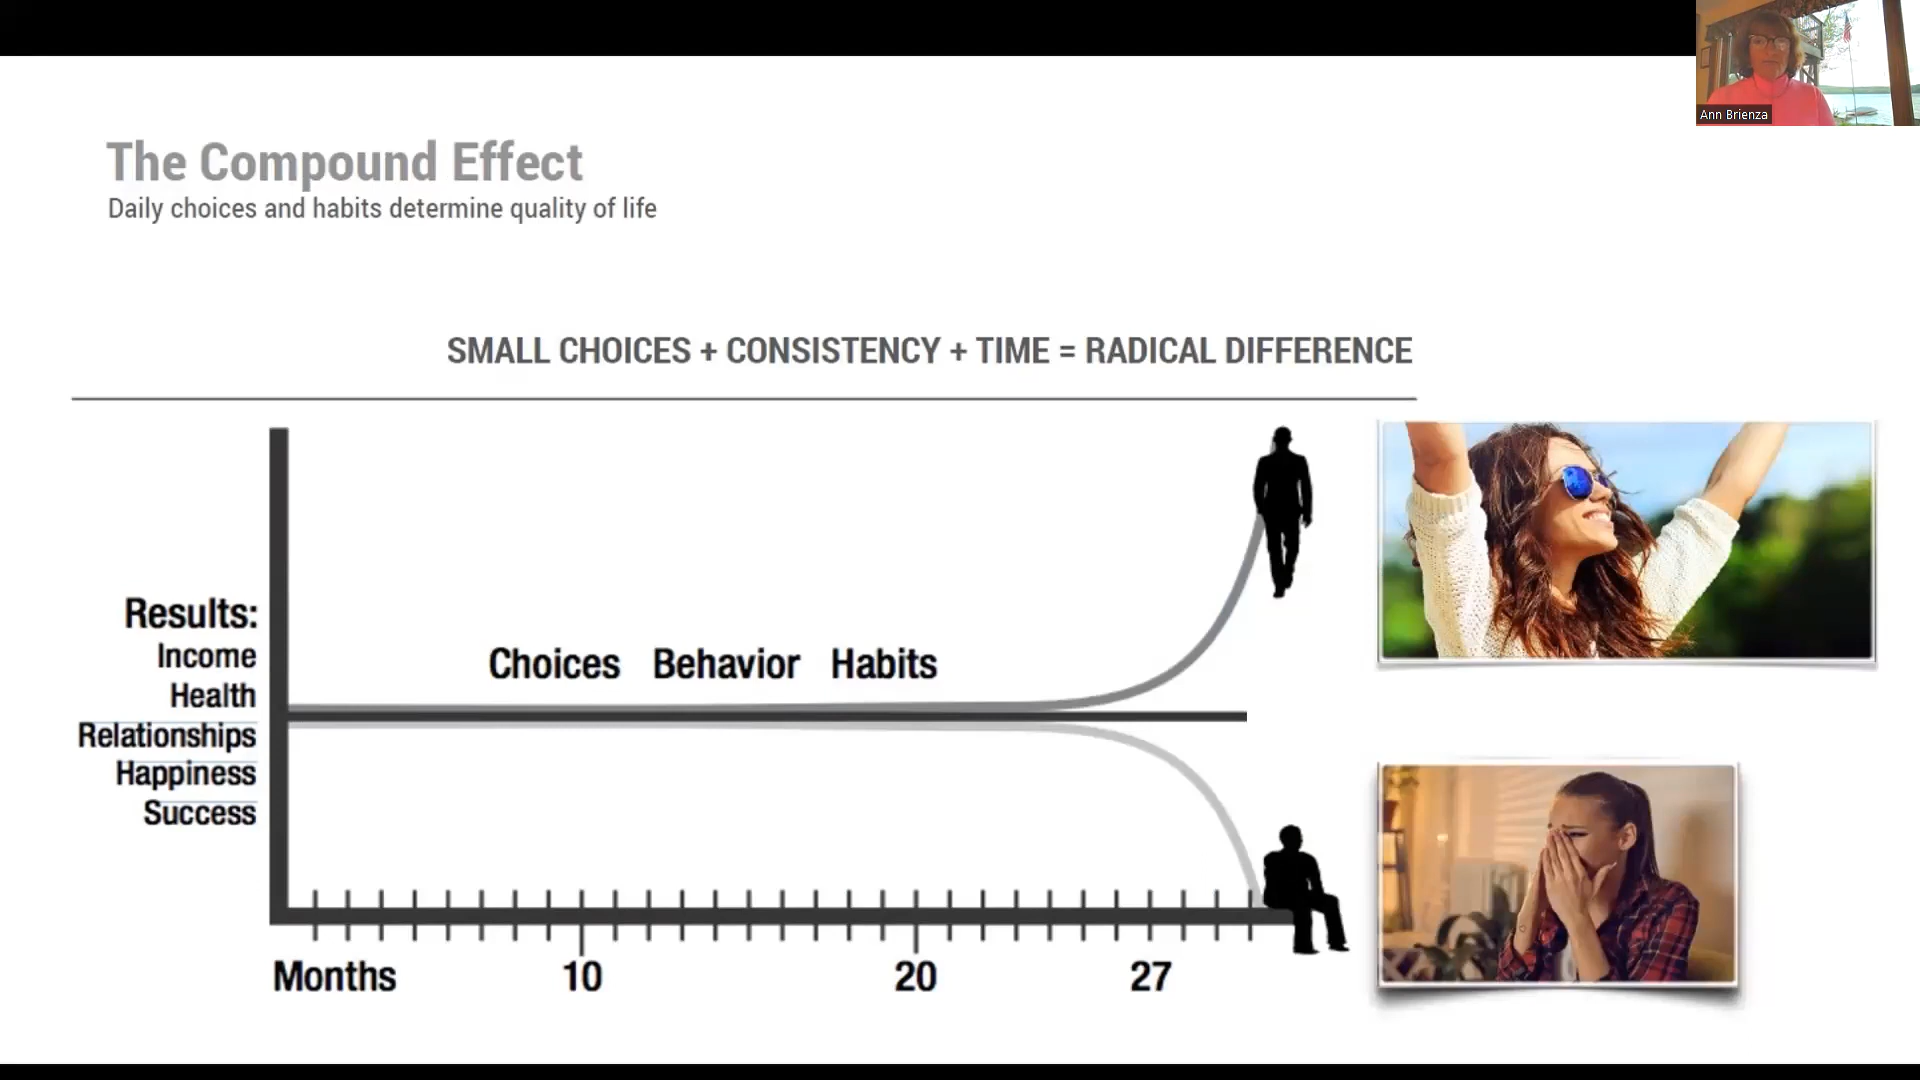 Ann Brienza
The Compound Effect
Daily choices and habits determine quality of life
SMALL CHOICES + CONSISTENCY + TIME = RADICAL DIFFERENCE
Results:
Income
Health
Relationships
Happiness
Success
Choices Behavior Habits
Months 10 20 27